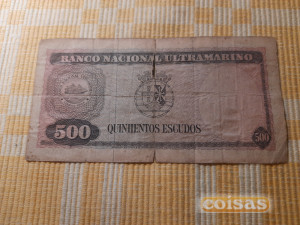 BANCO NACIONAL ULTRAMARINO
500
QUINHENTOS ESCUDOS
500
coisas